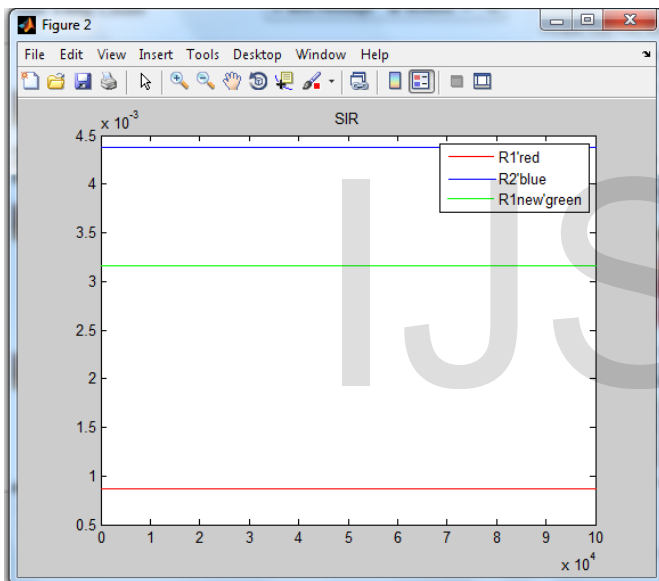 Figure 2
File Edit View Insert Tools Desktop Window Help
SIR
x 10^-3
4.5
4
3.5
3
2.5
2
1.5
1
0.5
R1'red
R2'blue
R1new'green
0 1 2 3 4 5 6 7 8 9 10
x 10^4
IJS